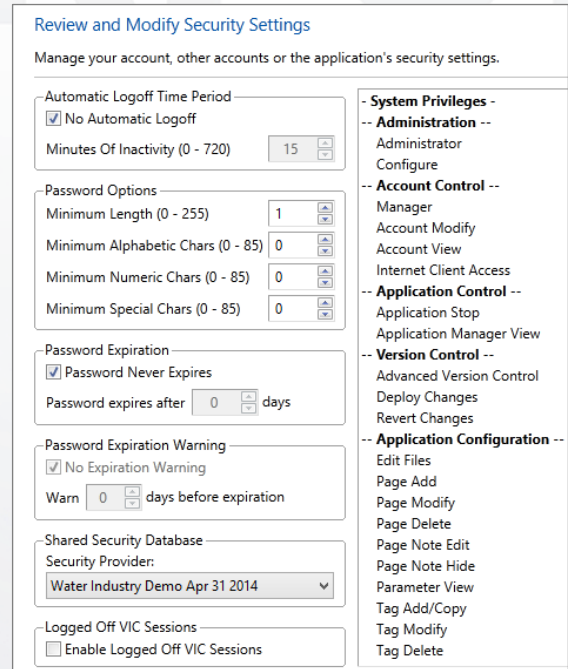 Review and Modify Security Settings
Manage your account, other accounts or the application's security settings.
Automatic Logoff Time Period
No Automatic Logoff
Minutes Of Inactivity (0 - 720) 15
Password Options
Minimum Length (0 - 255) 1
Minimum Alphabetic Chars (0 - 85) 0
Minimum Numeric Chars (0 - 85) 0
Minimum Special Chars (0 - 85) 0
Password Expiration
Password Never Expires
Password expires after 0 days
Password Expiration Warning
No Expiration Warning
Warn 0 days before expiration
Shared Security Database
Security Provider:
Water Industry Demo Apr 31 2014
Logged Off VIC Sessions
Enable Logged Off VIC Sessions
- System Privileges -
-- Administration --
Administrator
Configure
-- Account Control --
Manager
Account Modify
Account View
Internet Client Access
-- Application Control --
Application Stop
Application Manager View
-- Version Control --
Advanced Version Control
Deploy Changes
Revert Changes
-- Application Configuration --
Edit Files
Page Add
Page Modify
Page Delete
Page Note Edit
Page Note Hide
Parameter View
Tag Add/Copy
Tag Modify
Tag Delete